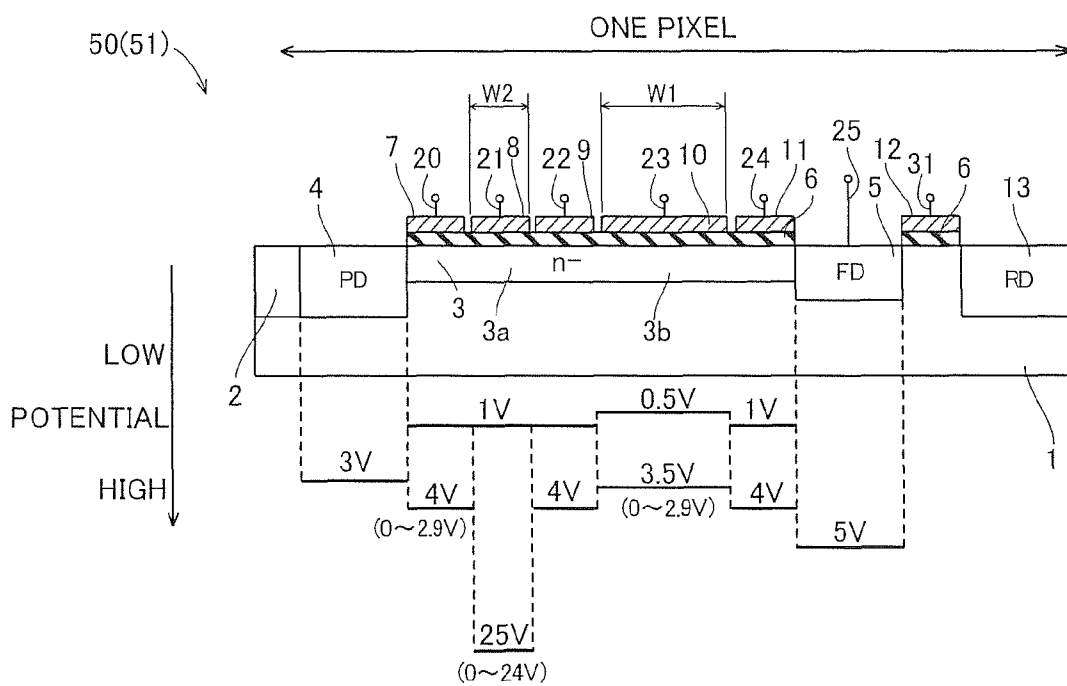 ONE PIXEL
50(51)
W2
W1
7 20 21 8 22 9 23 10 24 11 25 12 31
4 6 5 6 13
PD n− FD RD
3 3a 3b
2 1
LOW
POTENTIAL
HIGH
1V 0.5V 1V
3V 4V 4V 3.5V 4V
(0～2.9V) (0～2.9V)
5V
25V
(0～24V)